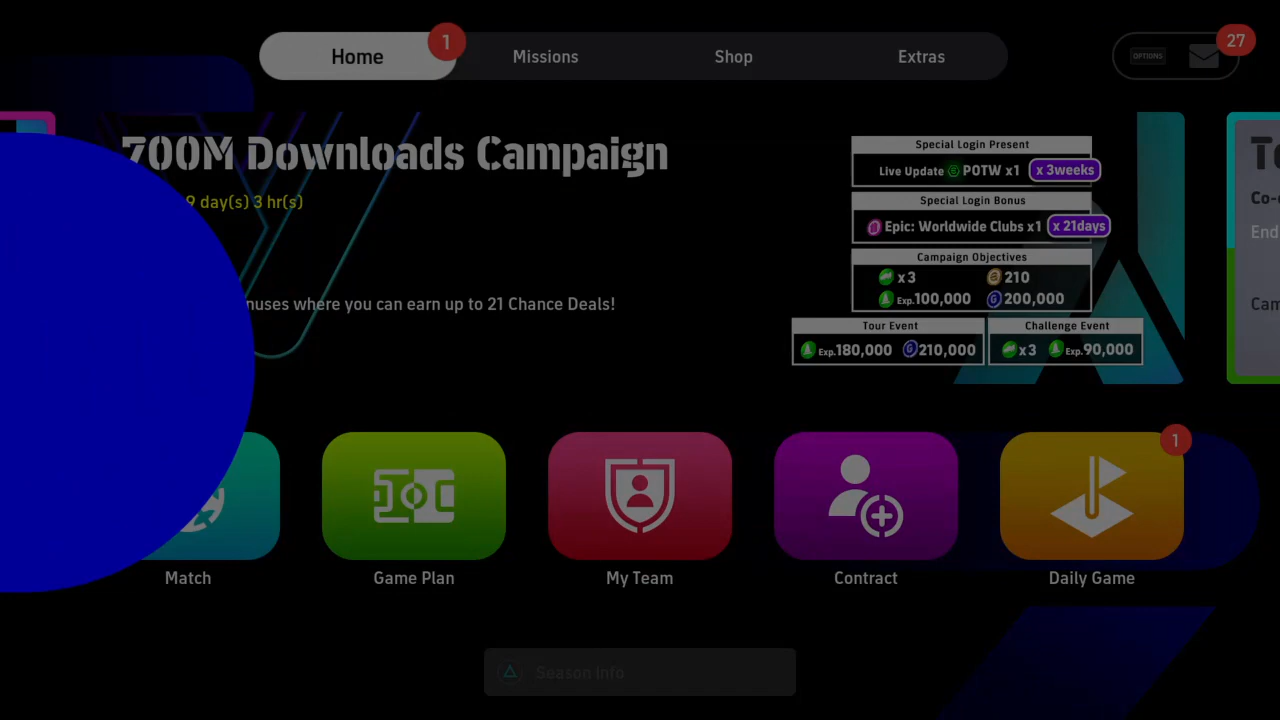 Home
1
Missions
Shop
Extras
OPTIONS
27
700M Downloads Campaign
9 day(s) 3 hr(s)
nuses where you can earn up to 21 Chance Deals!
Special Login Present
Live Update POTW x1 x 3weeks
Special Login Bonus
Epic: Worldwide Clubs x1 x 21days
Campaign Objectives
x3 210
Exp.100,000 200,000
Tour Event
Exp.180,000 210,000
Challenge Event
x3 Exp.90,000
Co-
End
Cam
1
Match
Game Plan
My Team
Contract
Daily Game
Season Info